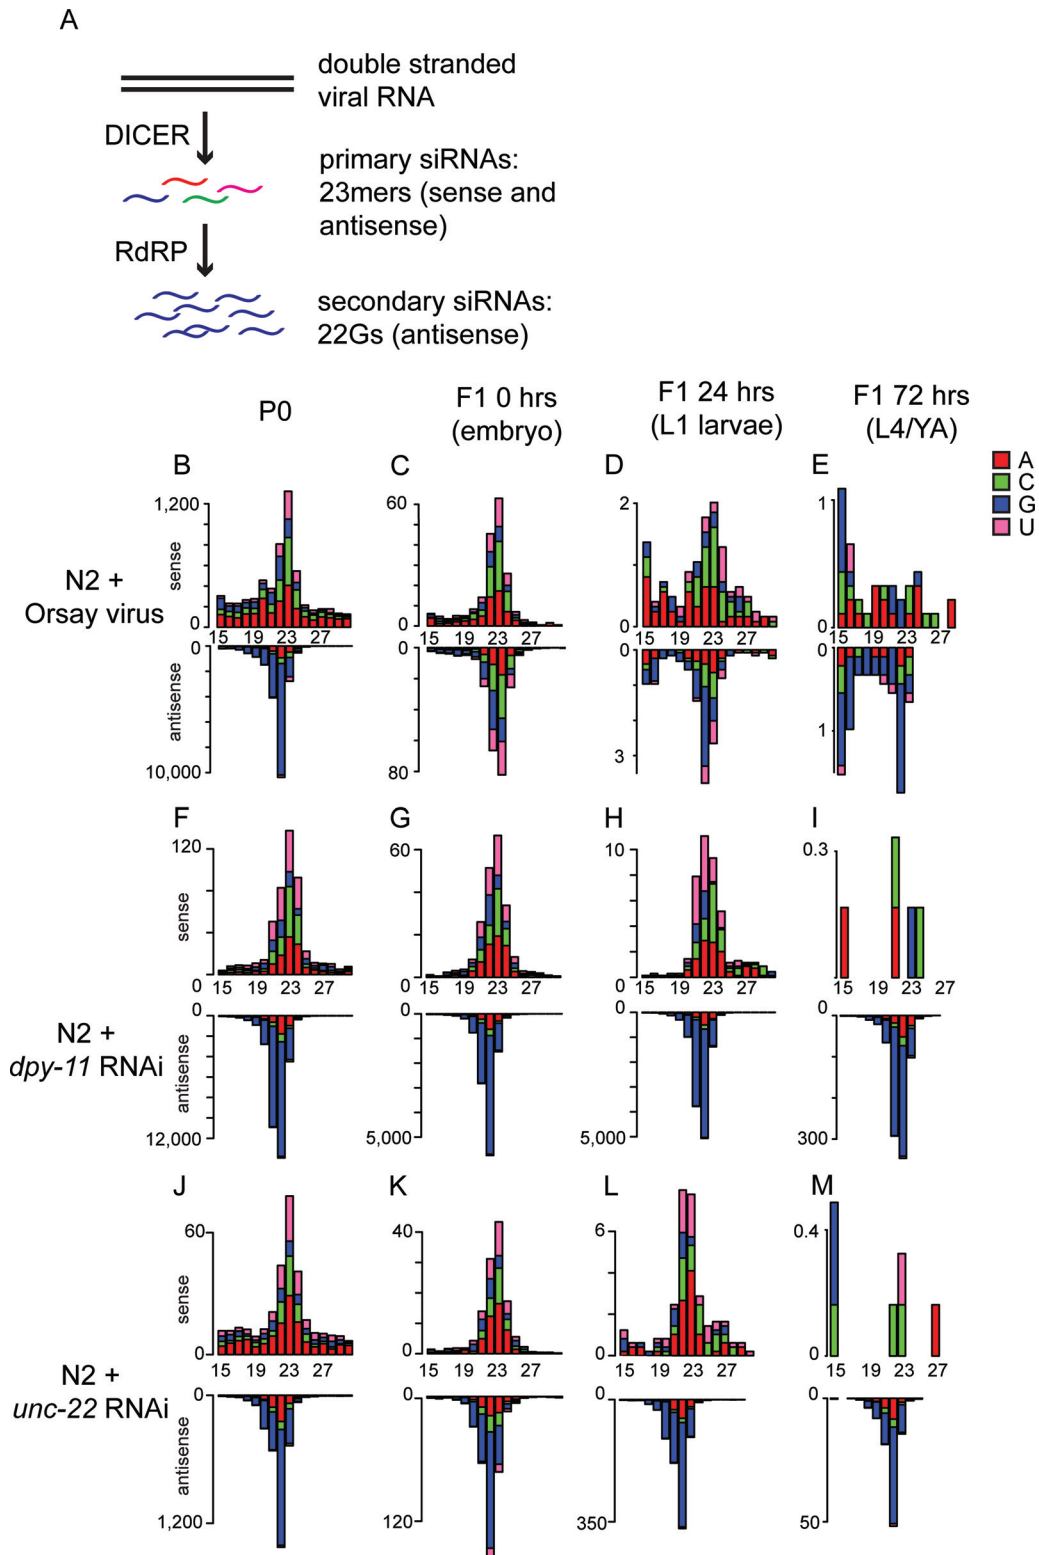 A
double stranded
viral RNA
DICER
primary siRNAs:
23mers (sense and
antisense)
RdRP
secondary siRNAs:
22Gs (antisense)
P0
F1 0 hrs
(embryo)
F1 24 hrs
(L1 larvae)
F1 72 hrs
(L4/YA)
A
C
G
U
N2 +
Orsay virus
B
1,200
sense
0
15 19 23 27
0
antisense
10,000
C
60
0
15 19 23 27
0
80
D
2
0
15 19 23 27
0
3
E
1
0
15 19 23 27
0
1
N2 +
dpy-11 RNAi
F
120
sense
0
15 19 23 27
0
antisense
12,000
G
60
0
15 19 23 27
0
5,000
H
10
0
15 19 23 27
0
5,000
I
0.3
0
15 19 23 27
0
300
N2 +
unc-22 RNAi
J
60
sense
0
15 19 23 27
0
antisense
1,200
K
40
0
15 19 23 27
0
120
L
6
0
15 19 23 27
0
350
M
0.4
0
15 19 23 27
0
50